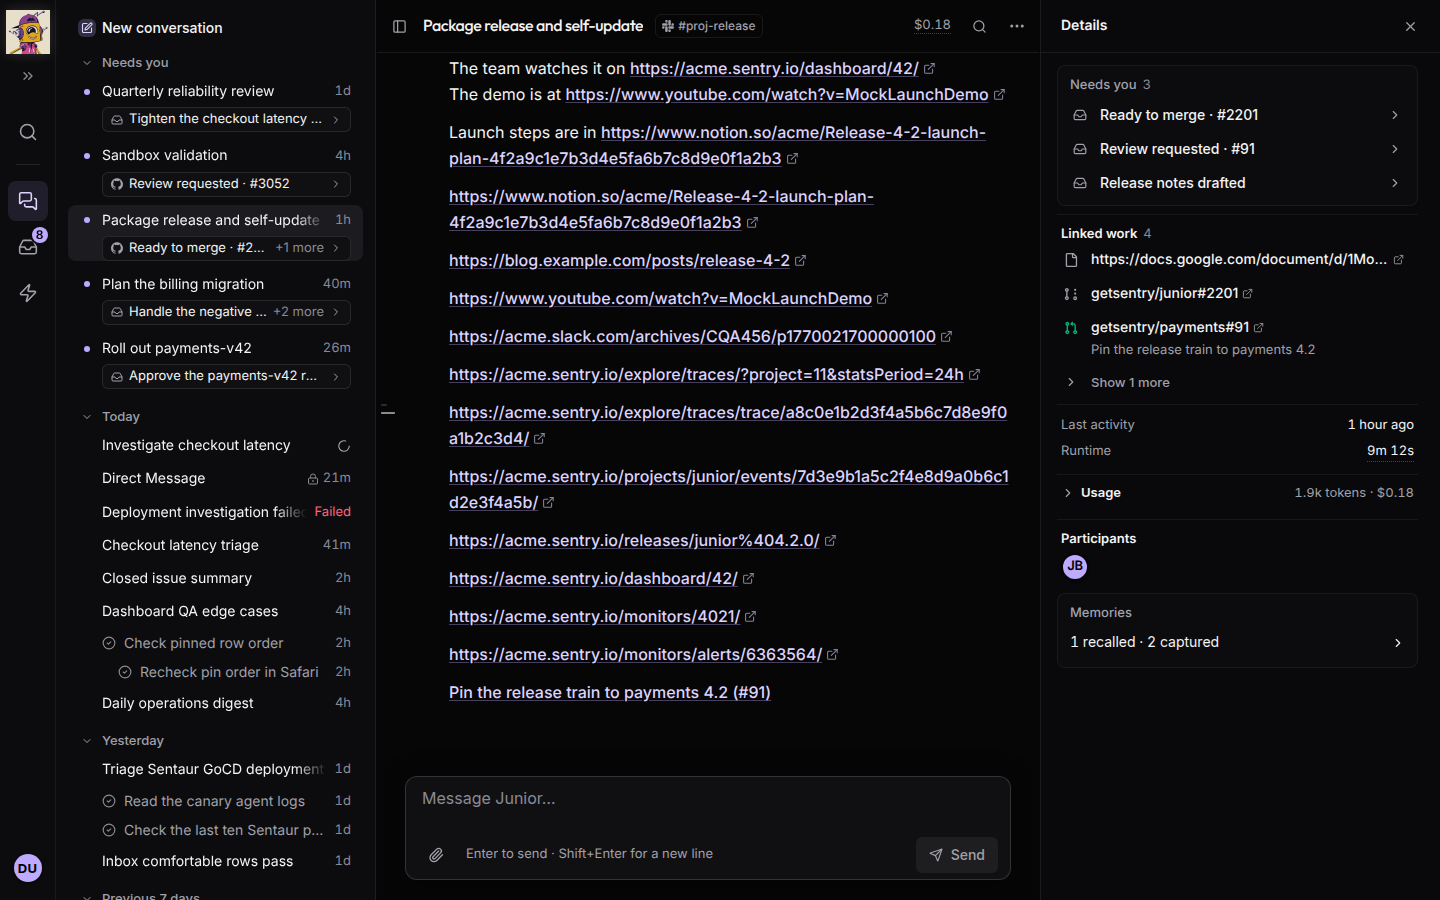 New conversation
Needs you
Quarterly reliability review 1d
Tighten the checkout latency ...
Sandbox validation 4h
Review requested · #3052
Package release and self-update 1h
Ready to merge · #2... +1 more
8
Plan the billing migration 40m
Handle the negative ... +2 more
Roll out payments-v42 26m
Approve the payments-v42 r...
Today
Investigate checkout latency
Direct Message 21m
Deployment investigation failed Failed
Checkout latency triage 41m
Closed issue summary 2h
Dashboard QA edge cases 4h
Check pinned row order 2h
Recheck pin order in Safari 2h
Daily operations digest 4h
Yesterday
Triage Sentaur GoCD deployment 1d
Read the canary agent logs 1d
Check the last ten Sentaur p... 1d
Inbox comfortable rows pass 1d
Previous 7 days
DU
Package release and self-update #proj-release $0.18
The team watches it on https://acme.sentry.io/dashboard/42/
The demo is at https://www.youtube.com/watch?v=MockLaunchDemo
Launch steps are in https://www.notion.so/acme/Release-4-2-launch-
plan-4f2a9c1e7b3d4e5fa6b7c8d9e0f1a2b3
https://www.notion.so/acme/Release-4-2-launch-plan-
4f2a9c1e7b3d4e5fa6b7c8d9e0f1a2b3
https://blog.example.com/posts/release-4-2
https://www.youtube.com/watch?v=MockLaunchDemo
https://acme.slack.com/archives/CQA456/p1770021700000100
https://acme.sentry.io/explore/traces/?project=11&statsPeriod=24h
https://acme.sentry.io/explore/traces/trace/a8c0e1b2d3f4a5b6c7d8e9f0
a1b2c3d4/
https://acme.sentry.io/projects/junior/events/7d3e9b1a5c2f4e8d9a0b6c1
d2e3f4a5b/
https://acme.sentry.io/releases/junior%404.2.0/
https://acme.sentry.io/dashboard/42/
https://acme.sentry.io/monitors/4021/
https://acme.sentry.io/monitors/alerts/6363564/
Pin the release train to payments 4.2 (#91)
Message Junior...
Enter to send · Shift+Enter for a new line
Send
Details
Needs you 3
Ready to merge · #2201
Review requested · #91
Release notes drafted
Linked work 4
https://docs.google.com/document/d/1Mo...
getsentry/junior#2201
getsentry/payments#91
Pin the release train to payments 4.2
Show 1 more
Last activity 1 hour ago
Runtime 9m 12s
Usage 1.9k tokens · $0.18
Participants
JB
Memories
1 recalled · 2 captured